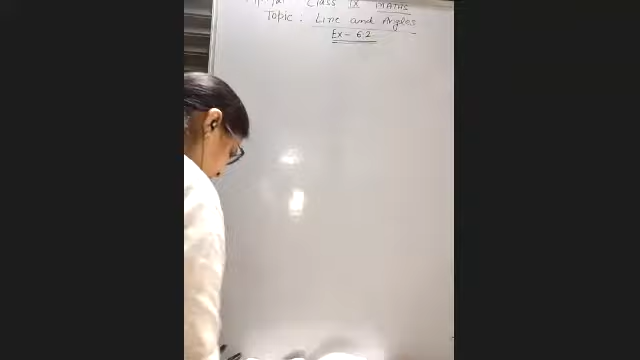 Class IX MATHS
Topic : Line and Angles
Ex - 6.2